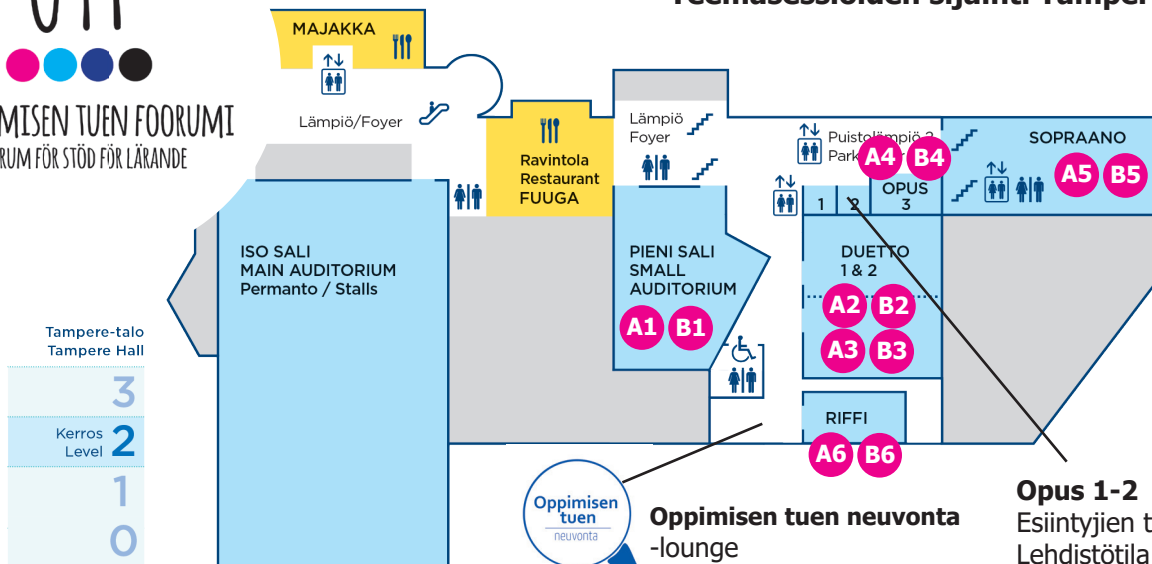 Teemasessioiden sijainti
MISEN TUEN FOORUMI
RUM FÖR STÖD FÖR LÄRANDE
MAJAKKA
Lämpiö/Foyer
Ravintola
Restaurant
FUUGA
Lämpiö
Foyer
Puistolämpiö 2
A4 B4
SOPRAANO
A5 B5
1 2
OPUS
3
ISO SALI
MAIN AUDITORIUM
Permanto / Stalls
PIENI SALI
SMALL
AUDITORIUM
A1 B1
DUETTO
1 & 2
A2 B2
A3 B3
RIFFI
A6 B6
Tampere-talo
Tampere Hall
3
Kerros
Level
2
1
0
Oppimisen
tuen
neuvonta
Oppimisen tuen neuvonta
-lounge
Opus 1-2
Esiintyjien t
Lehdistötila